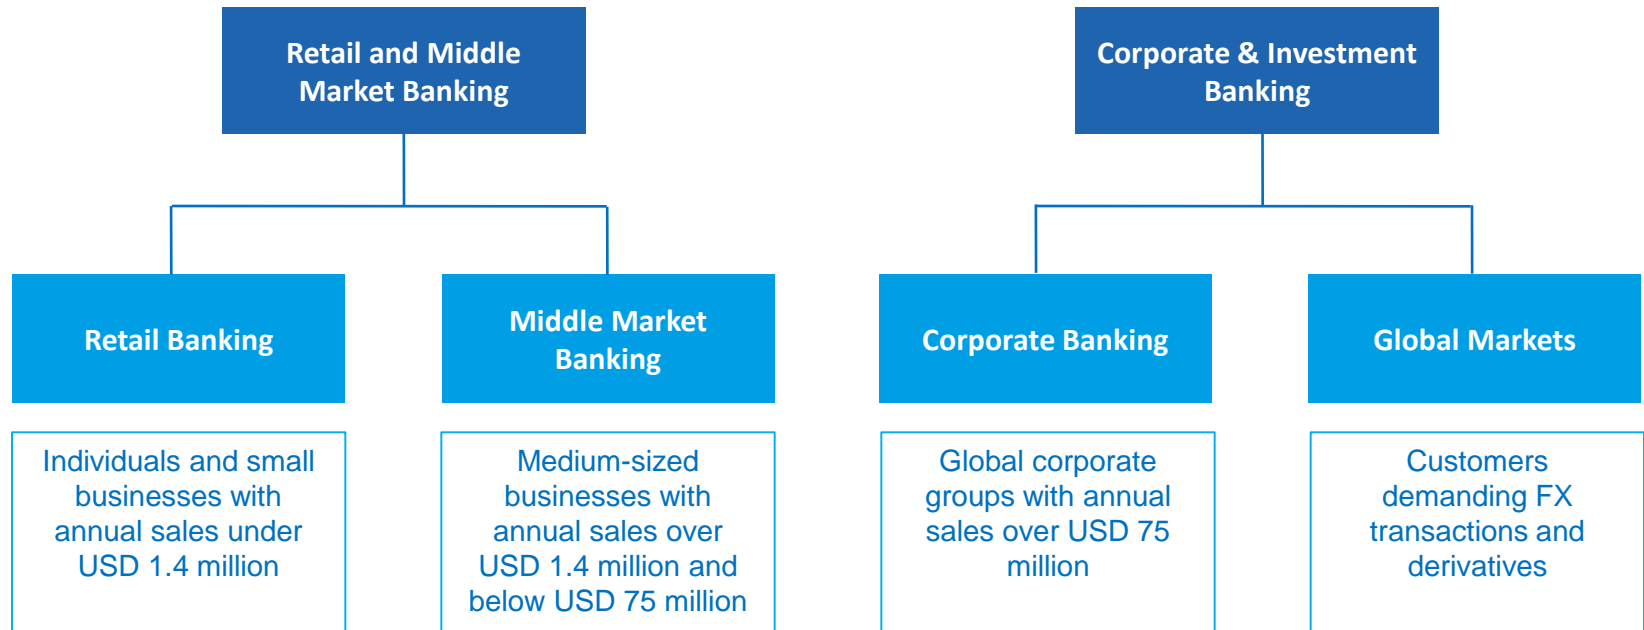 Retail and Middle
Market Banking
Corporate & Investment
Banking
Retail Banking
Middle Market
Banking
Corporate Banking
Global Markets
Individuals and small
businesses with
annual sales under
USD 1.4 million
Medium-sized
businesses with
annual sales over
USD 1.4 million and
below USD 75 million
Global corporate
groups with annual
sales over USD 75
million
Customers
demanding FX
transactions and
derivatives